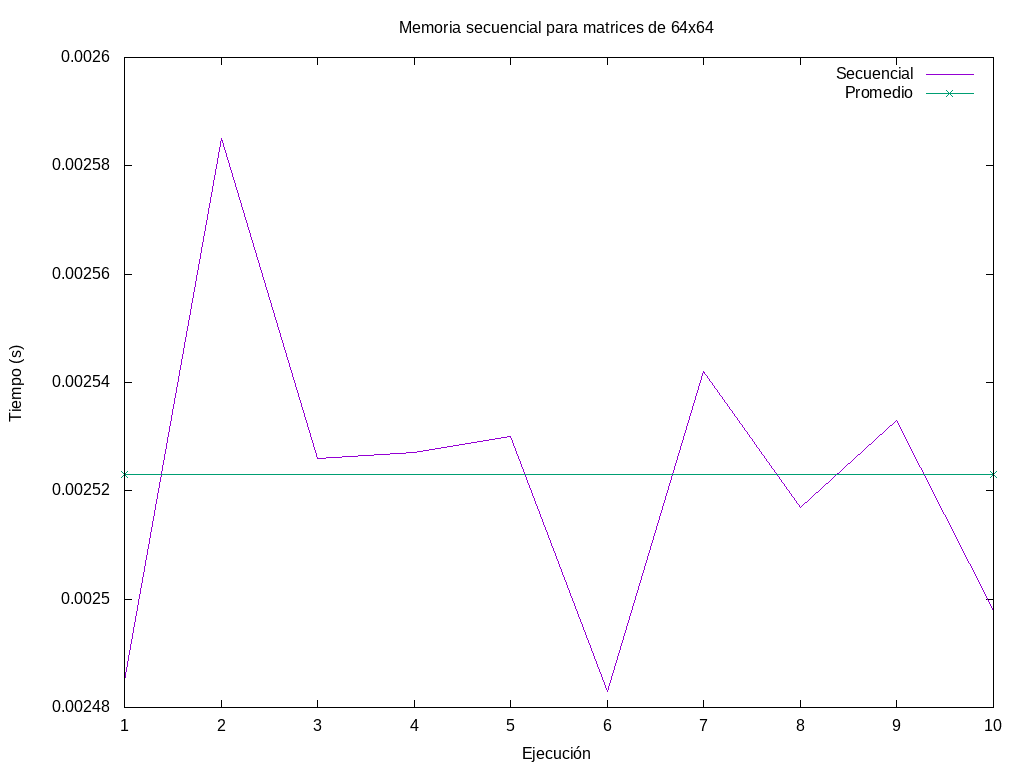 Memoria secuencial para matrices de 64x64
Secuencial
Promedio
0.0026
0.00258
0.00256
0.00254
0.00252
0.0025
0.00248
Tiempo (s)
1 2 3 4 5 6 7 8 9 10
Ejecución